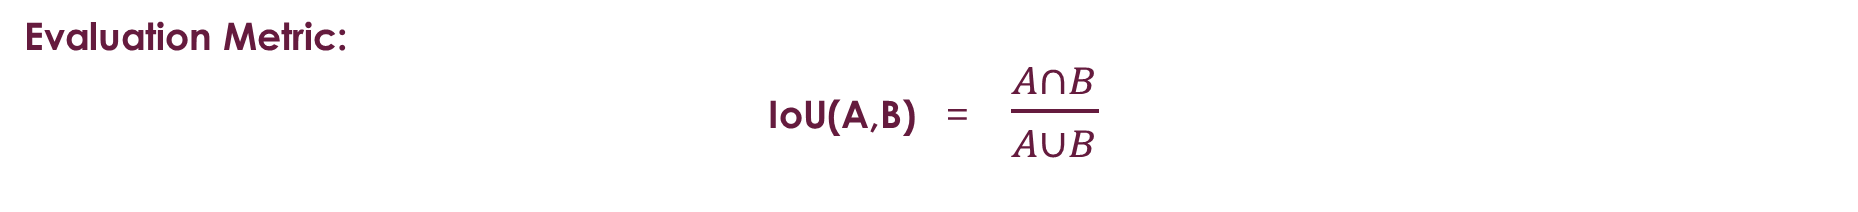 Evaluation Metric:
IoU(A,B) = A∩B
A∪B